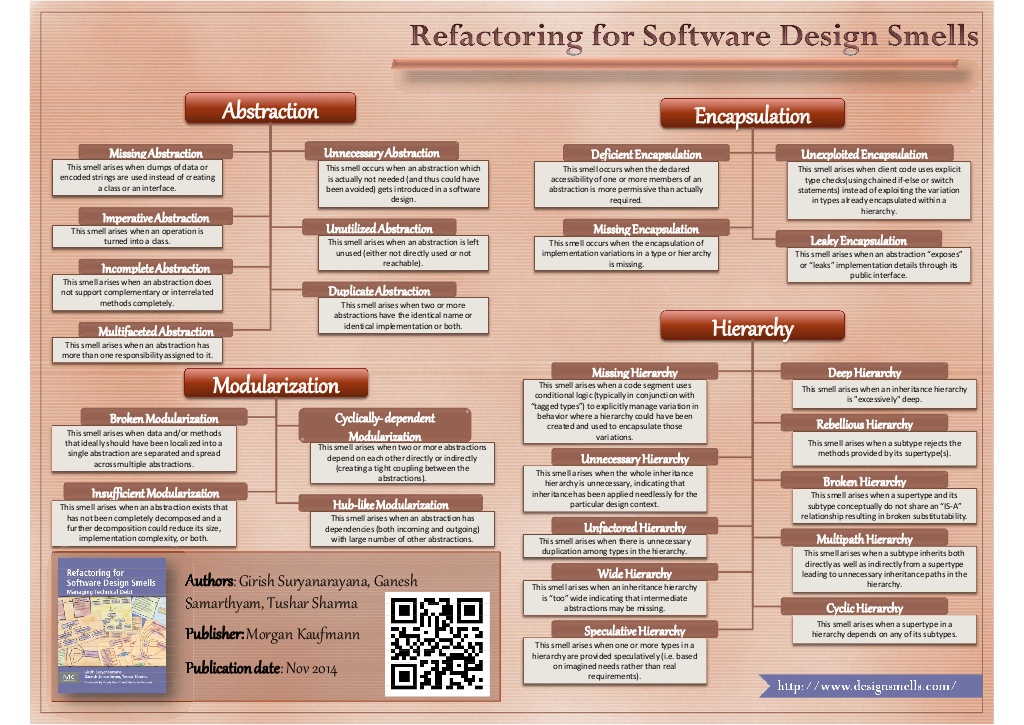 Refactoring for Software Design Smells
Abstraction
Missing Abstraction
This smell arises when clumps of data or
encoded strings are used instead of creating
a class or an interface.
Imperative Abstraction
This smell arises when an operation is
turned into a class.
Incomplete Abstraction
This smell arises when an abstraction does
not support complementary or interrelated
methods completely.
Multifaceted Abstraction
This smell arises when an abstraction has
more than one responsibility assigned to it.
Unnecessary Abstraction
This smell occurs when an abstraction which
is actually not needed (and thus could have
been avoided) gets introduced in a software
design.
Unutilized Abstraction
This smell arises when an abstraction is left
unused (either not directly used or not
reachable).
Duplicate Abstraction
This smell arises when two or more
abstractions have the identical name or
identical implementation or both.
Encapsulation
Deficient Encapsulation
This smell occurs when the declared
accessibility of one or more members of an
abstraction is more permissive than actually
required.
Missing Encapsulation
This smell occurs when the encapsulation of
implementation variations in a type or hierarchy
is missing.
Unexploited Encapsulation
This smell arises when client code uses explicit
type checks(using chained if-else or switch
statements) instead of exploiting the variation
in types already encapsulated within a
hierarchy.
Leaky Encapsulation
This smell arises when an abstraction “exposes”
or “leaks” implementation details through its
public interface.
Modularization
Broken Modularization
This smell arises when data and/or methods
that ideally should have been localized into a
single abstraction are separated and spread
across multiple abstractions.
Insufficient Modularization
This smell arises when an abstraction exists that
has not been completely decomposed and a
further decomposition could reduce its size,
implementation complexity, or both.
Cyclically-dependent
Modularization
This smell arises when two or more abstractions
depend on each other directly or indirectly
(creating a tight coupling between the
abstractions).
Hub-like Modularization
This smell arises when an abstraction has
dependencies (both incoming and outgoing)
with large number of other abstractions.
Hierarchy
Missing Hierarchy
This smell arises when a code segment uses
conditional logic (typically in conjunction with
“tagged types”) to explicitly manage variation in
behavior where a hierarchy could have been
created and used to encapsulate those
variations.
Unnecessary Hierarchy
This smell arises when the whole inheritance
hierarchy is unnecessary, indicating that
inheritance has been applied needlessly for the
particular design context.
Unfactored Hierarchy
This smell arises when there is unnecessary
duplication among types in the hierarchy.
Wide Hierarchy
This smell arises when an inheritance hierarchy
is “too” wide indicating that intermediate
abstractions may be missing.
Speculative Hierarchy
This smell arises when one or more types in a
hierarchy are provided speculatively (i.e. based
on imagined needs rather than real
requirements).
Deep Hierarchy
This smell arises when an inheritance hierarchy
is "excessively" deep.
Rebellious Hierarchy
This smell arises when a subtype rejects the
methods provided by its supertype(s).
Broken Hierarchy
This smell arises when a supertype and its
subtype conceptually do not share an “IS-A”
relationship resulting in broken substitutability.
Multipath Hierarchy
This smell arises when a subtype inherits both
directly as well as indirectly from a supertype
leading to unnecessary inheritance paths in the
hierarchy.
Cyclic Hierarchy
This smell arises when a supertype in a
hierarchy depends on any of its subtypes.
Refactoring for
Software Design Smells
Managing Technical Debt
Girish Suryanarayana,
Ganesh Samarthyam, Tushar Sharma
Authors: Girish Suryanarayana, Ganesh
Samarthyam, Tushar Sharma
Publisher: Morgan Kaufmann
Publication date: Nov 2014
http://www.designsmells.com/